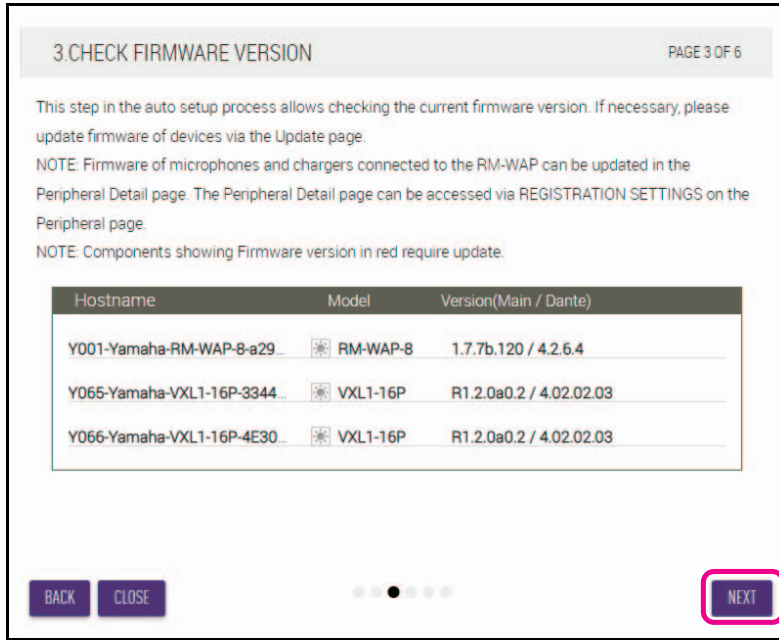 3.CHECK FIRMWARE VERSION PAGE 3 OF 6
This step in the auto setup process allows checking the current firmware version. If necessary, please
update firmware of devices via the Update page.
NOTE: Firmware of microphones and chargers connected to the RM-WAP can be updated in the
Peripheral Detail page. The Peripheral Detail page can be accessed via REGISTRATION SETTINGS on the
Peripheral page.
NOTE: Components showing Firmware version in red require update.
Hostname Model Version(Main / Dante)
Y001-Yamaha-RM-WAP-8-a29... RM-WAP-8 1.7.7b.120 / 4.2.6.4
Y065-Yamaha-VXL1-16P-3344... VXL1-16P R1.2.0a0.2 / 4.02.02.03
Y066-Yamaha-VXL1-16P-4E30... VXL1-16P R1.2.0a0.2 / 4.02.02.03
BACK CLOSE NEXT